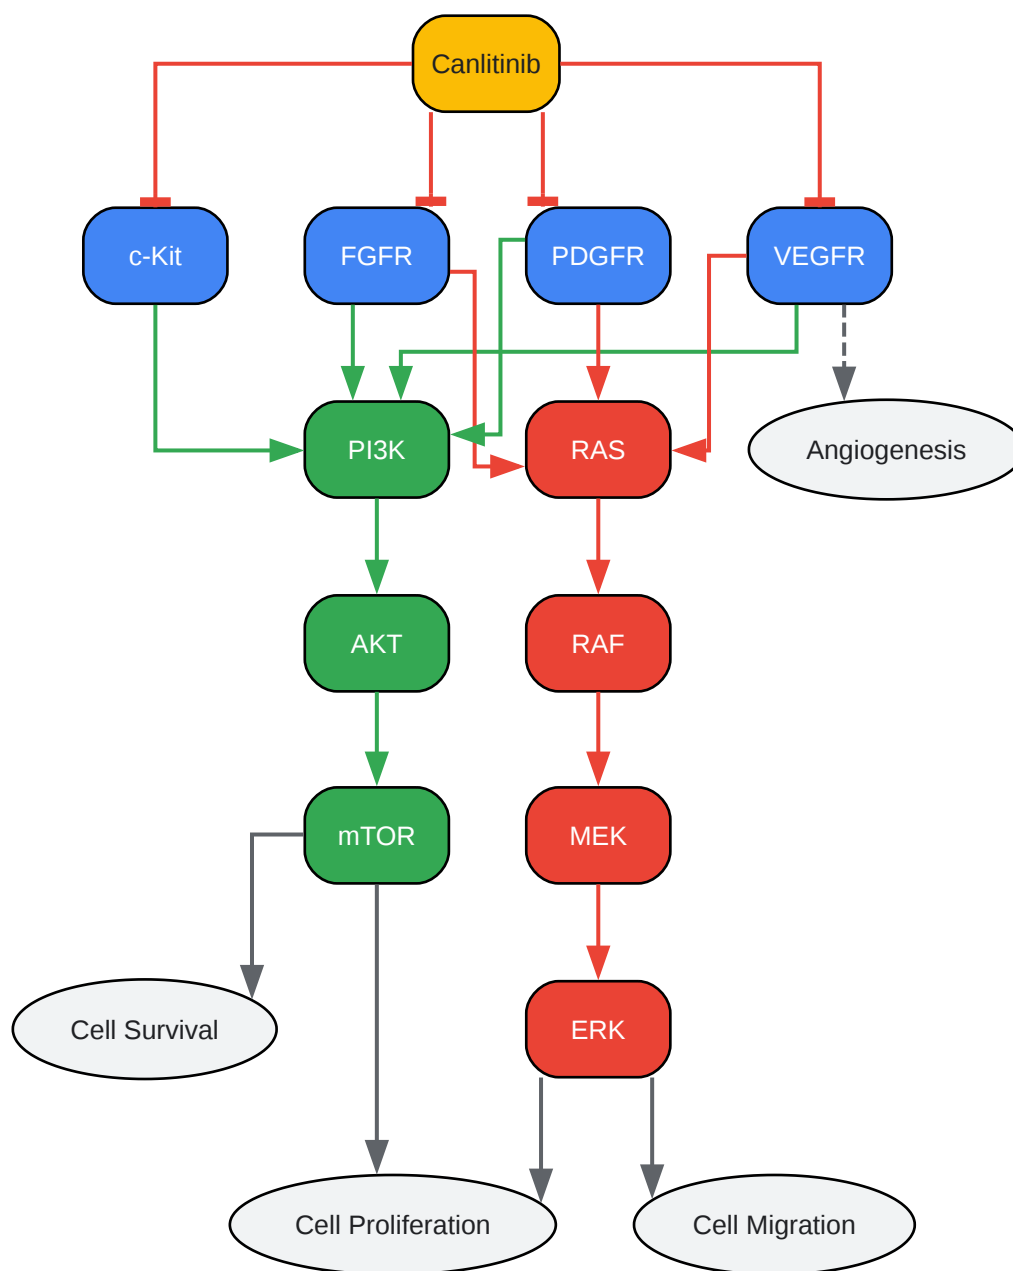 Canlitinib
c-Kit
FGFR
PDGFR
VEGFR
PI3K
RAS
Angiogenesis
AKT
RAF
mTOR
MEK
Cell Survival
ERK
Cell Proliferation
Cell Migration